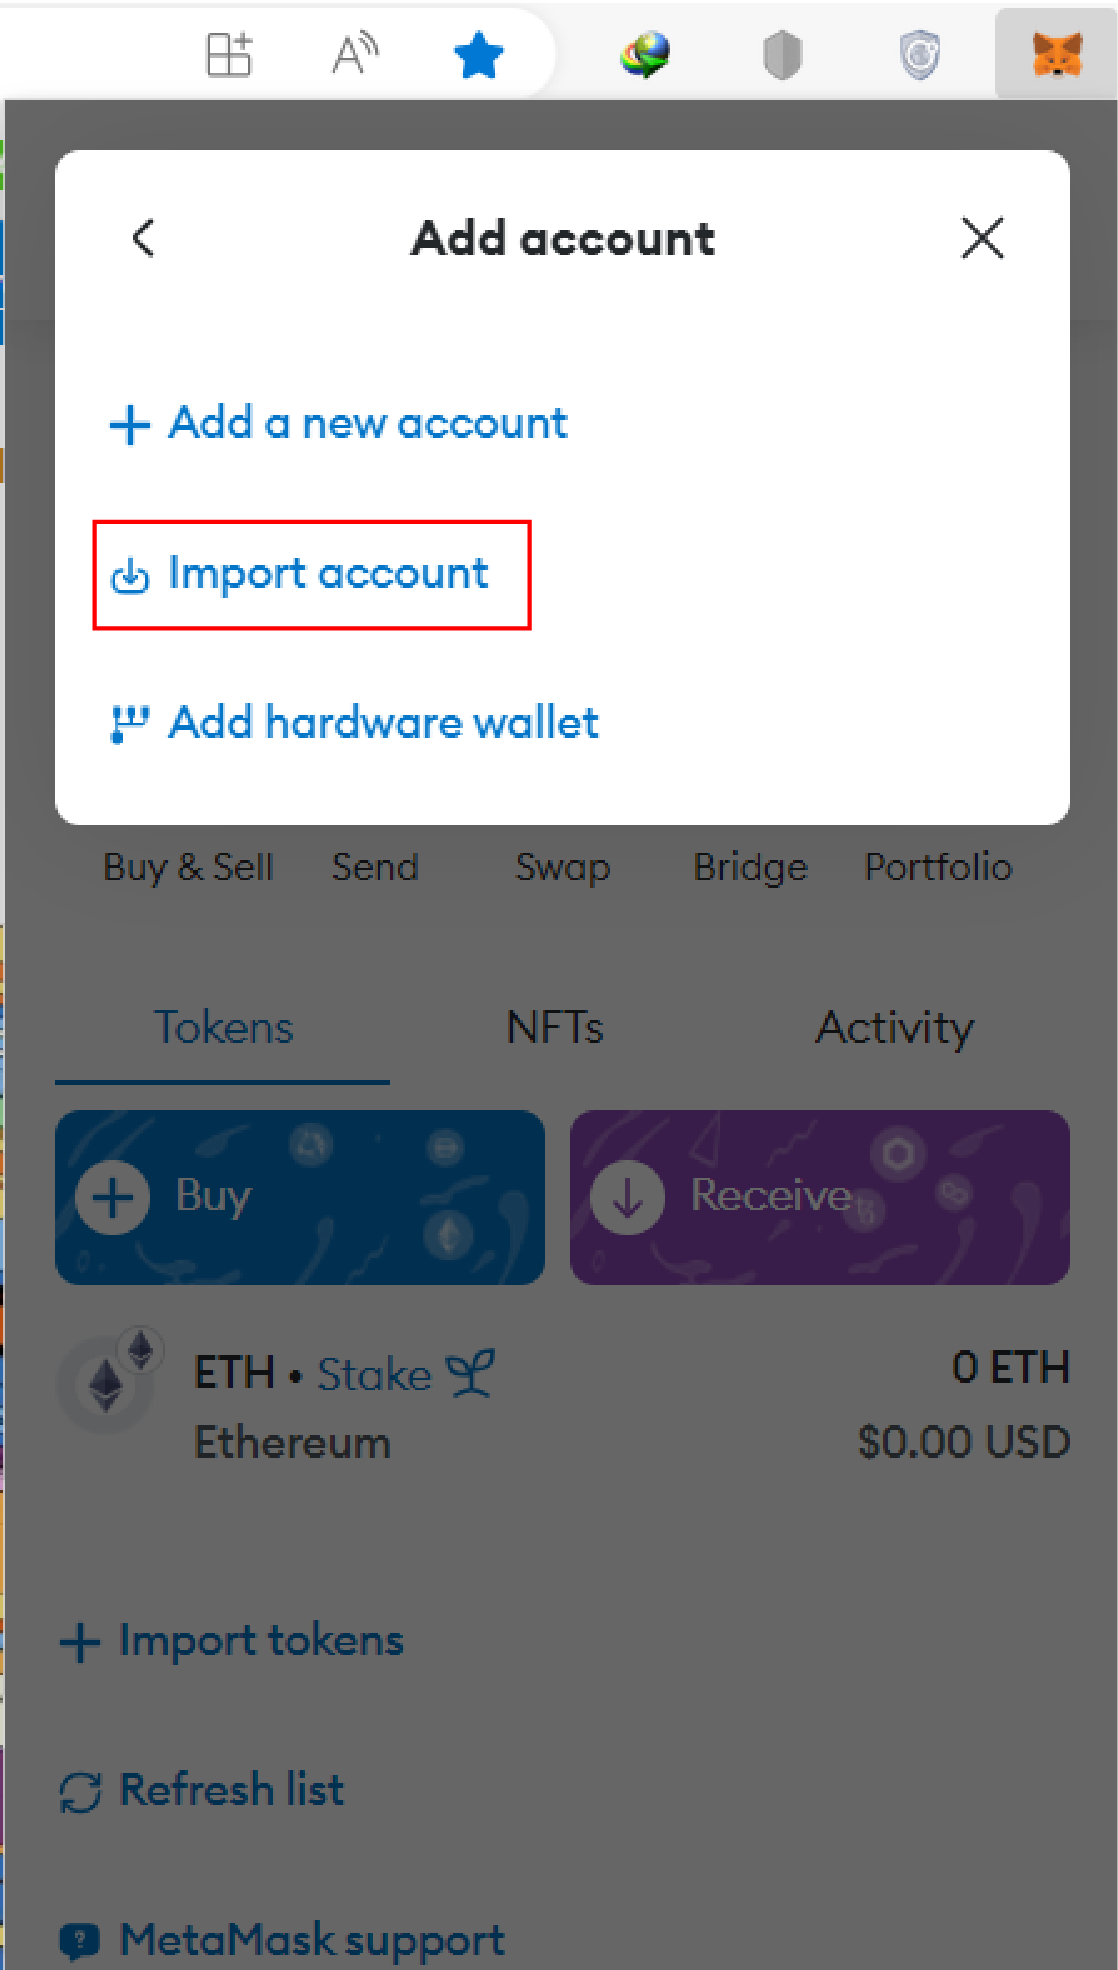 Add account
Add a new account
Import account
Add hardware wallet
Buy & Sell Send Swap Bridge Portfolio
Tokens NFTs Activity
Buy Receive
ETH • Stake 0 ETH
Ethereum $0.00 USD
Import tokens
Refresh list
MetaMask support